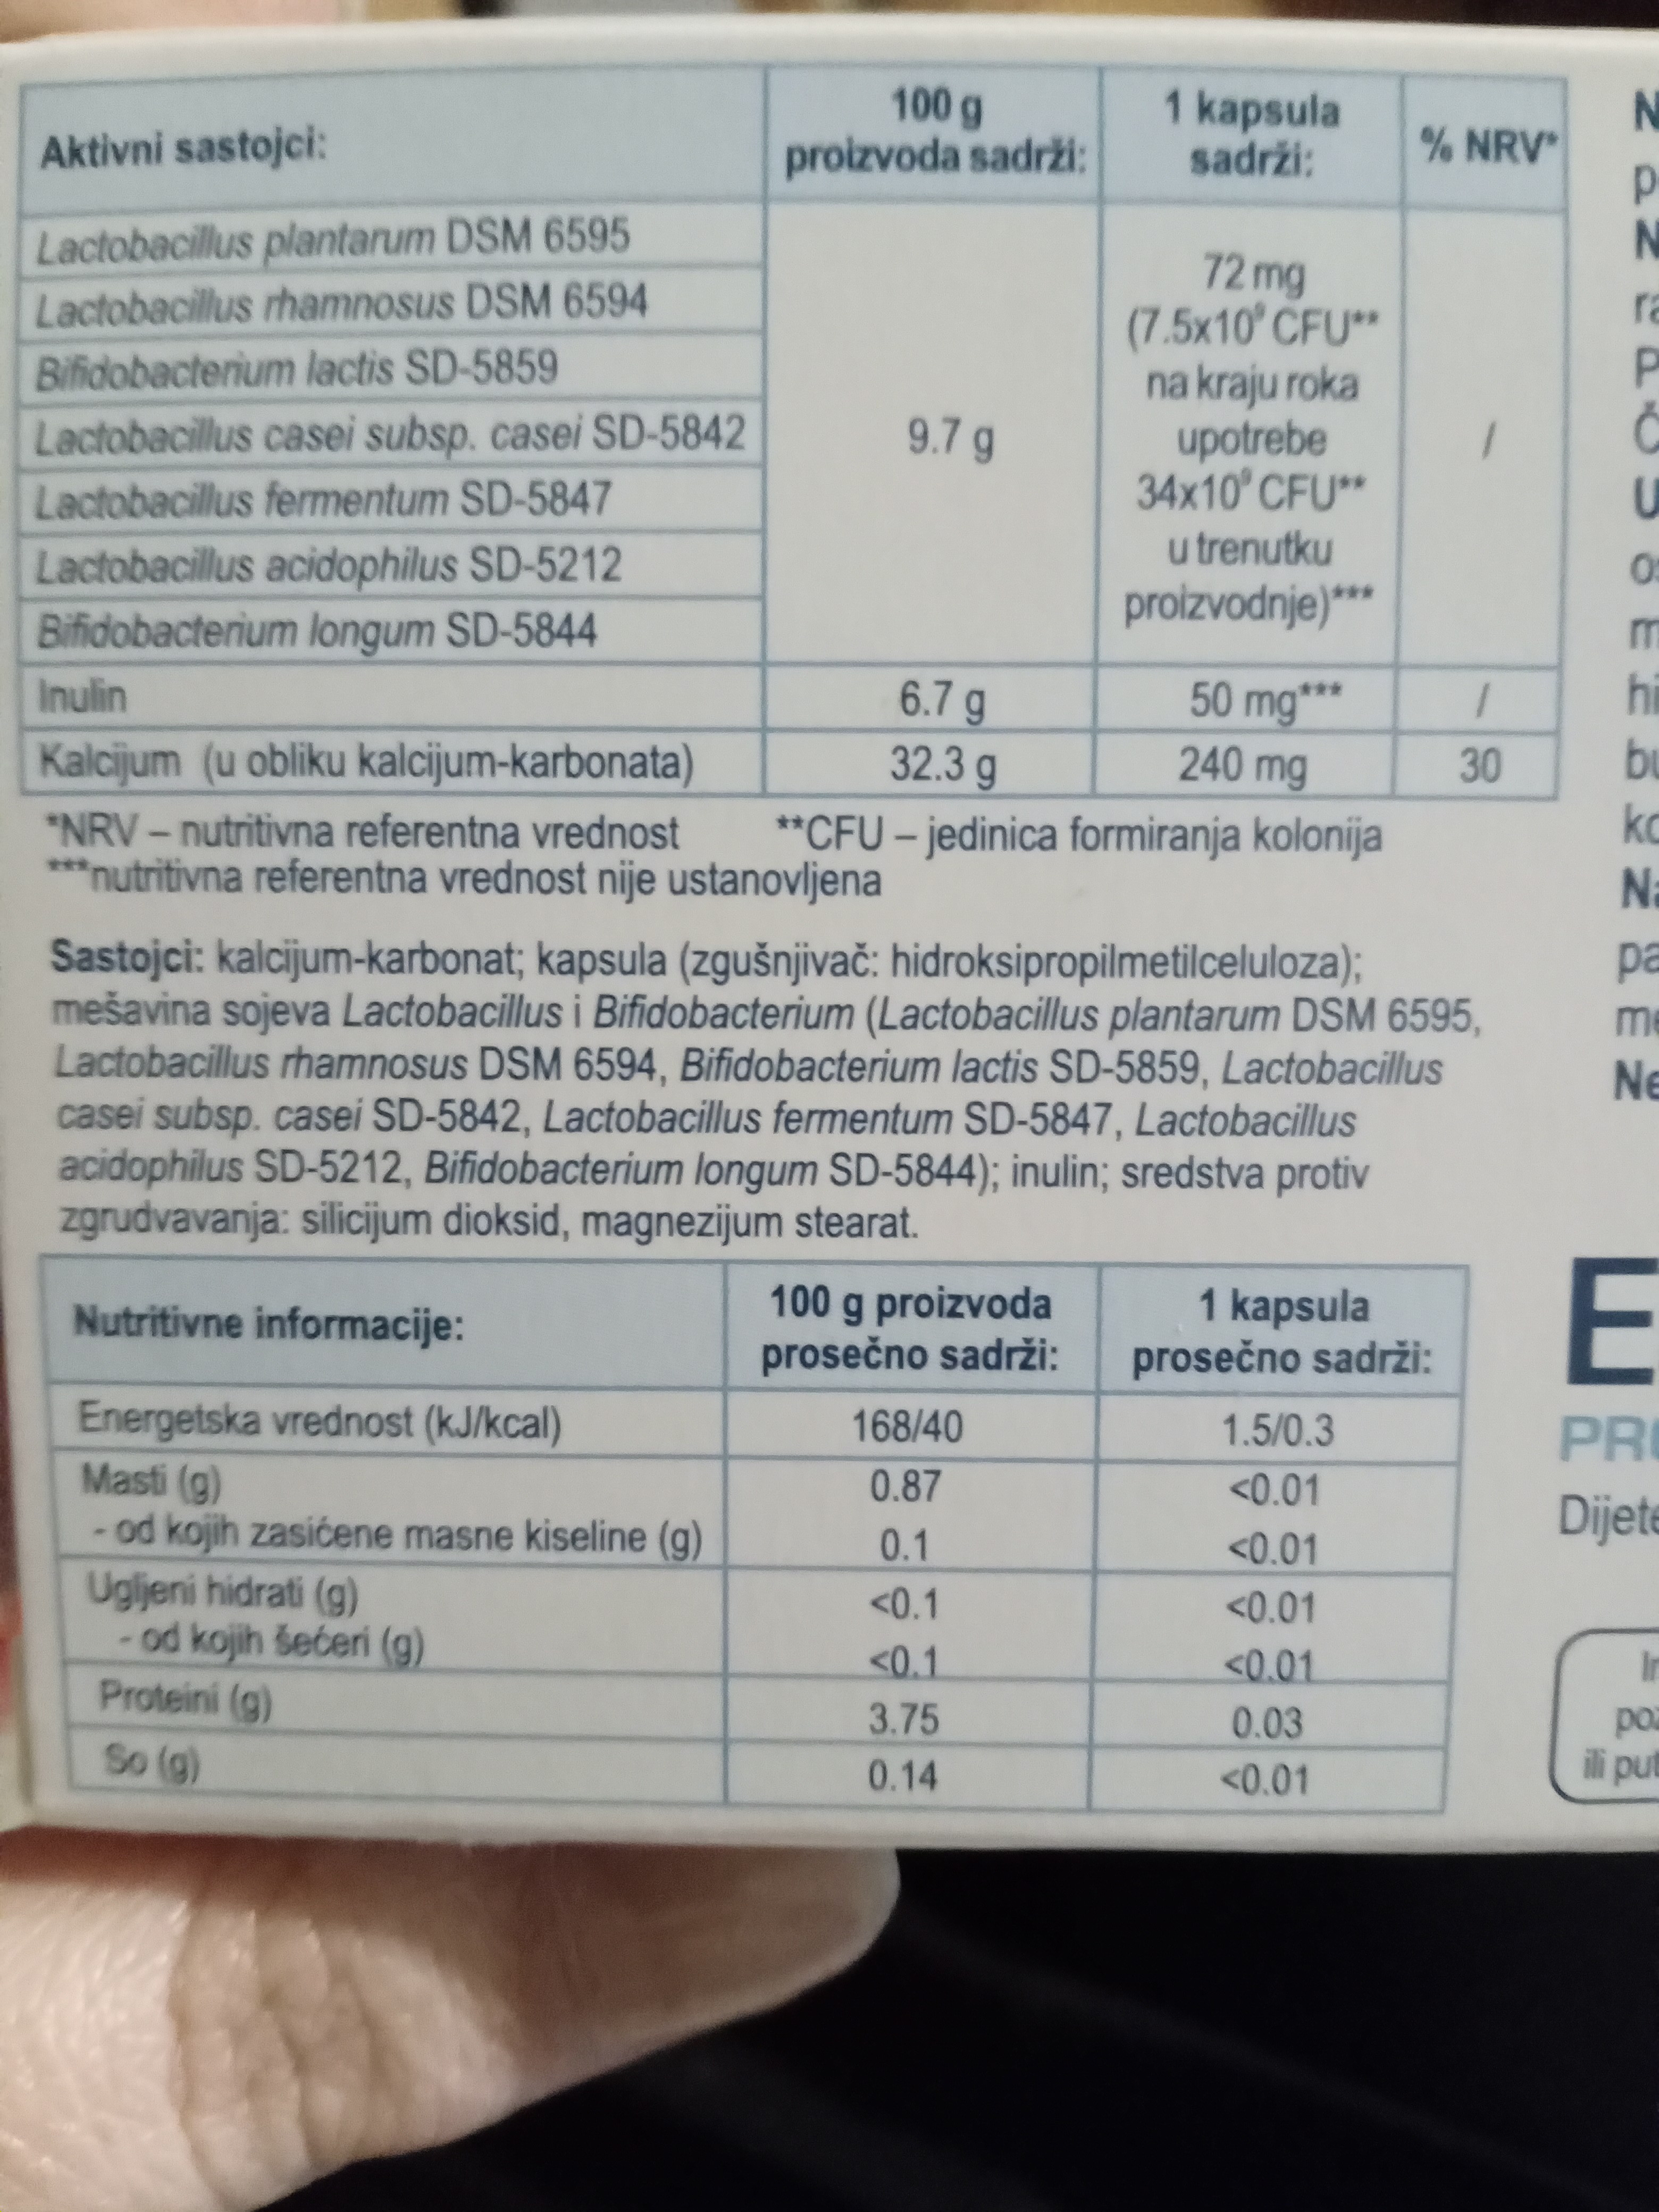 Aktivni sastojci:
100 g
proizvoda sadrži:
1 kapsula
sadrži:
% NRV*
Lactobacillus plantarum DSM 6595
Lactobacillus rhamnosus DSM 6594
Bifidobacterium lactis SD-5859
Lactobacillus casei subsp. casei SD-5842
Lactobacillus fermentum SD-5847
Lactobacillus acidophilus SD-5212
Bifidobacterium longum SD-5844
9.7 g
72 mg
(7.5x10⁹ CFU**
na kraju roka
upotrebe
34x10⁹ CFU**
u trenutku
proizvodnje)***
/
Inulin 6.7 g 50 mg*** /
Kalcijum (u obliku kalcijum-karbonata) 32.3 g 240 mg 30
*NRV – nutritivna referentna vrednost **CFU – jedinica formiranja kolonija
***nutritivna referentna vrednost nije ustanovljena
Sastojci: kalcijum-karbonat; kapsula (zgušnjivač: hidroksipropilmetilceluloza);
mešavina sojeva Lactobacillus i Bifidobacterium (Lactobacillus plantarum DSM 6595,
Lactobacillus rhamnosus DSM 6594, Bifidobacterium lactis SD-5859, Lactobacillus
casei subsp. casei SD-5842, Lactobacillus fermentum SD-5847, Lactobacillus
acidophilus SD-5212, Bifidobacterium longum SD-5844); inulin; sredstva protiv
zgrudvavanja: silicijum dioksid, magnezijum stearat.
Nutritivne informacije:
100 g proizvoda
prosečno sadrži:
1 kapsula
prosečno sadrži:
Energetska vrednost (kJ/kcal) 168/40 1.5/0.3
Masti (g) 0.87 <0.01
- od kojih zasićene masne kiseline (g) 0.1 <0.01
Ugljeni hidrati (g) <0.1 <0.01
- od kojih šećeri (g) <0.1 <0.01
Proteini (g) 3.75 0.03
So (g) 0.14 <0.01
E
ili